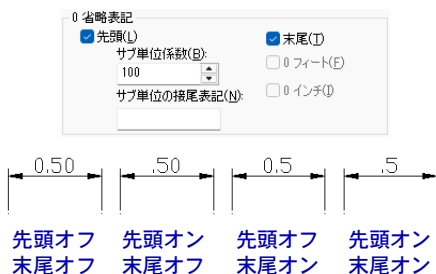 0 省略表記
先頭(L)
末尾(T)
サブ単位係数(B):
100
0 フィート(F)
サブ単位の接尾表記(N):
0 インチ(I)
0.50 .50 0.5 .5
先頭オフ 先頭オン 先頭オフ 先頭オン
末尾オフ 末尾オフ 末尾オン 末尾オン